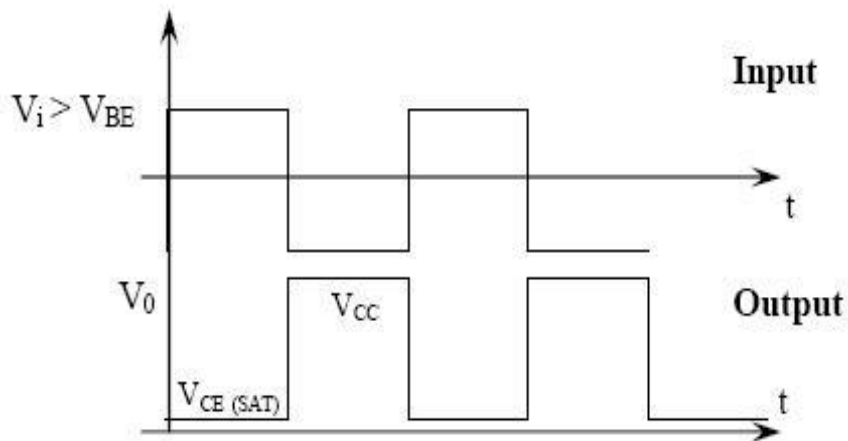 Input
Vi > VBE
t
V0
VCC
Output
VCE (SAT)
t